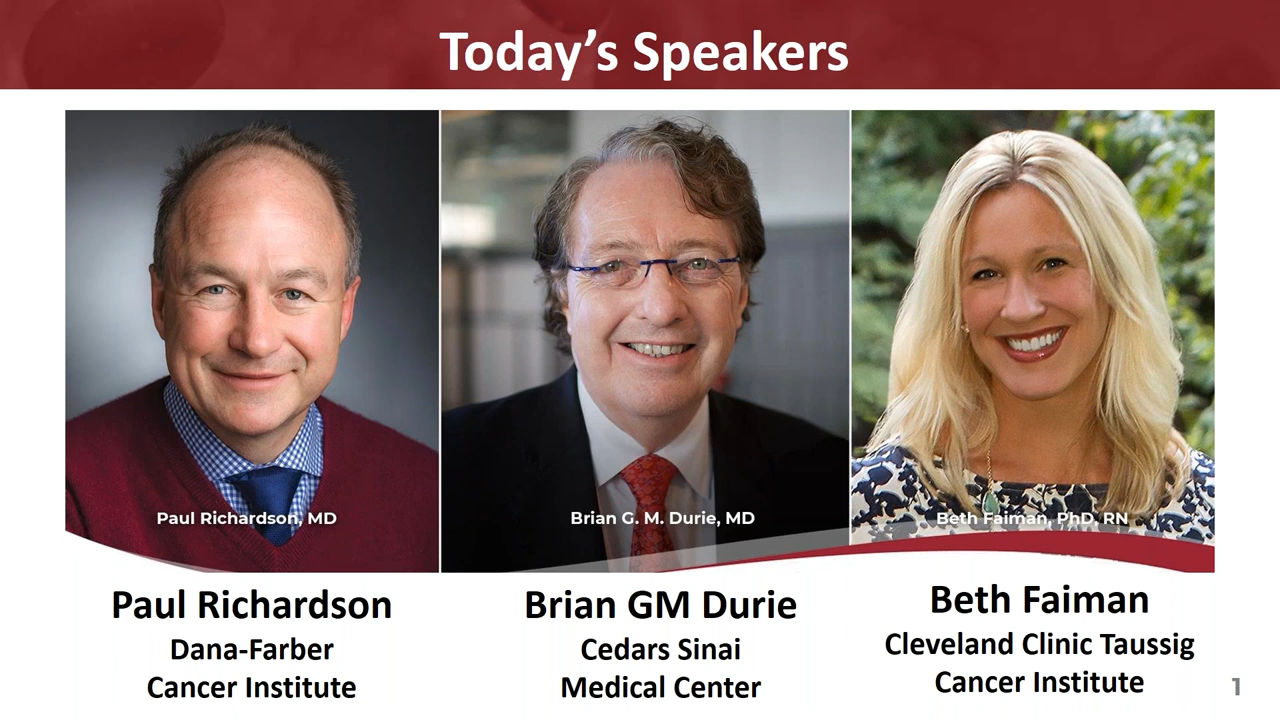 Today's Speakers
Paul Richardson, MD
Brian G. M. Durie, MD
Beth Faiman, PhD, RN
Paul Richardson
Dana-Farber
Cancer Institute
Brian GM Durie
Cedars Sinai
Medical Center
Beth Faiman
Cleveland Clinic Taussig
Cancer Institute
1